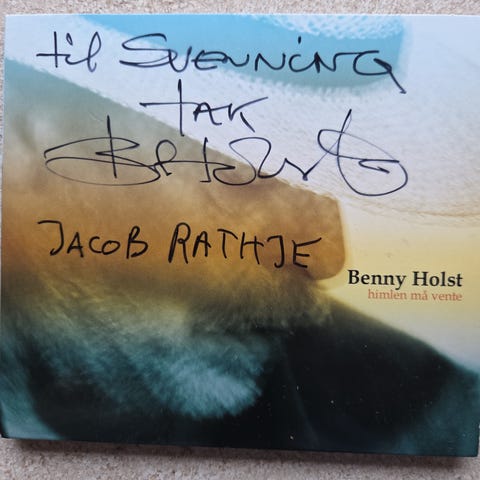 til SVENNING
TAK
JACOB RATHJE
Benny Holst
himlen må vente